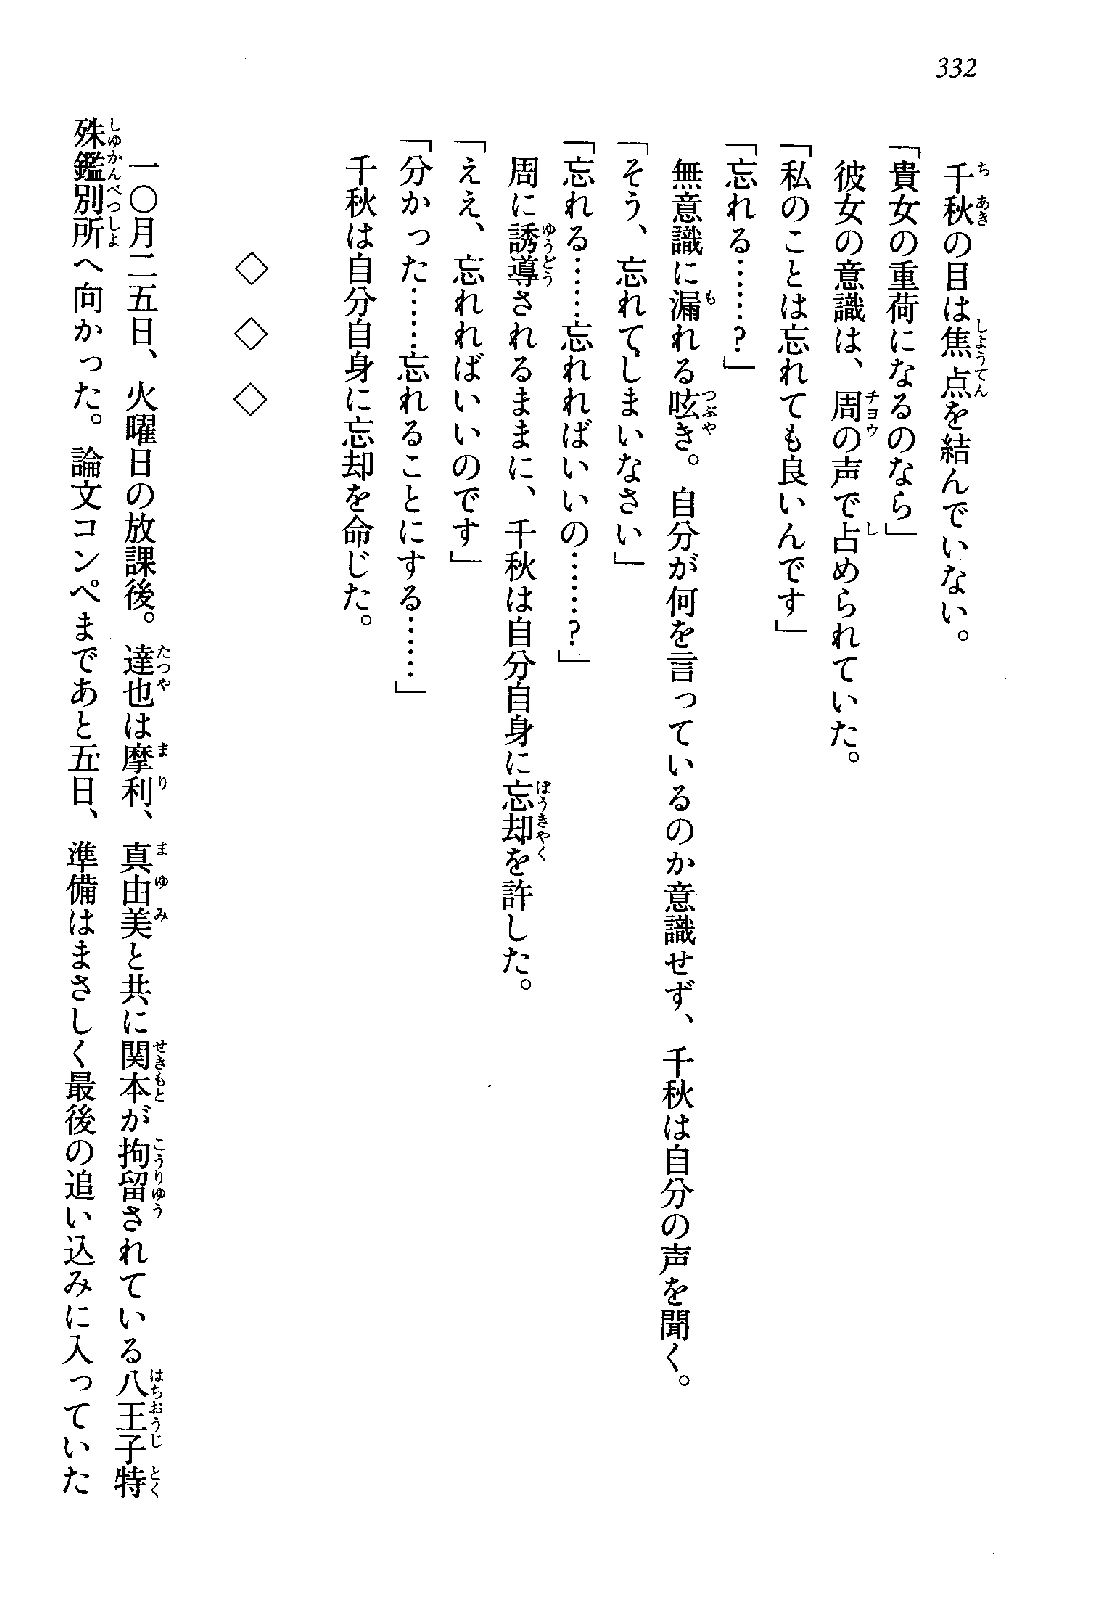 332
千秋の目は焦点を結んでいない。
「貴女の重荷になるのなら」
彼女の意識は、周の声で占められていた。
「私のことは忘れても良いんです」
「忘れる……？」
無意識に漏れる呟き。自分が何を言っているのか意識せず、千秋は自分の声を聞く。
「そう、忘れてしまいなさい」
「忘れる……忘れればいいの……？」
周に誘導されるままに、千秋は自分自身に忘却を許した。
「ええ、忘れればいいのです」
「分かった……忘れることにする……」
千秋は自分自身に忘却を命じた。
◇ ◇ ◇
一〇月二五日、火曜日の放課後。達也は摩利、真由美と共に関本が拘留されている八王子特
殊鑑別所へ向かった。論文コンペまであと五日、準備はまさしく最後の追い込みに入っていた